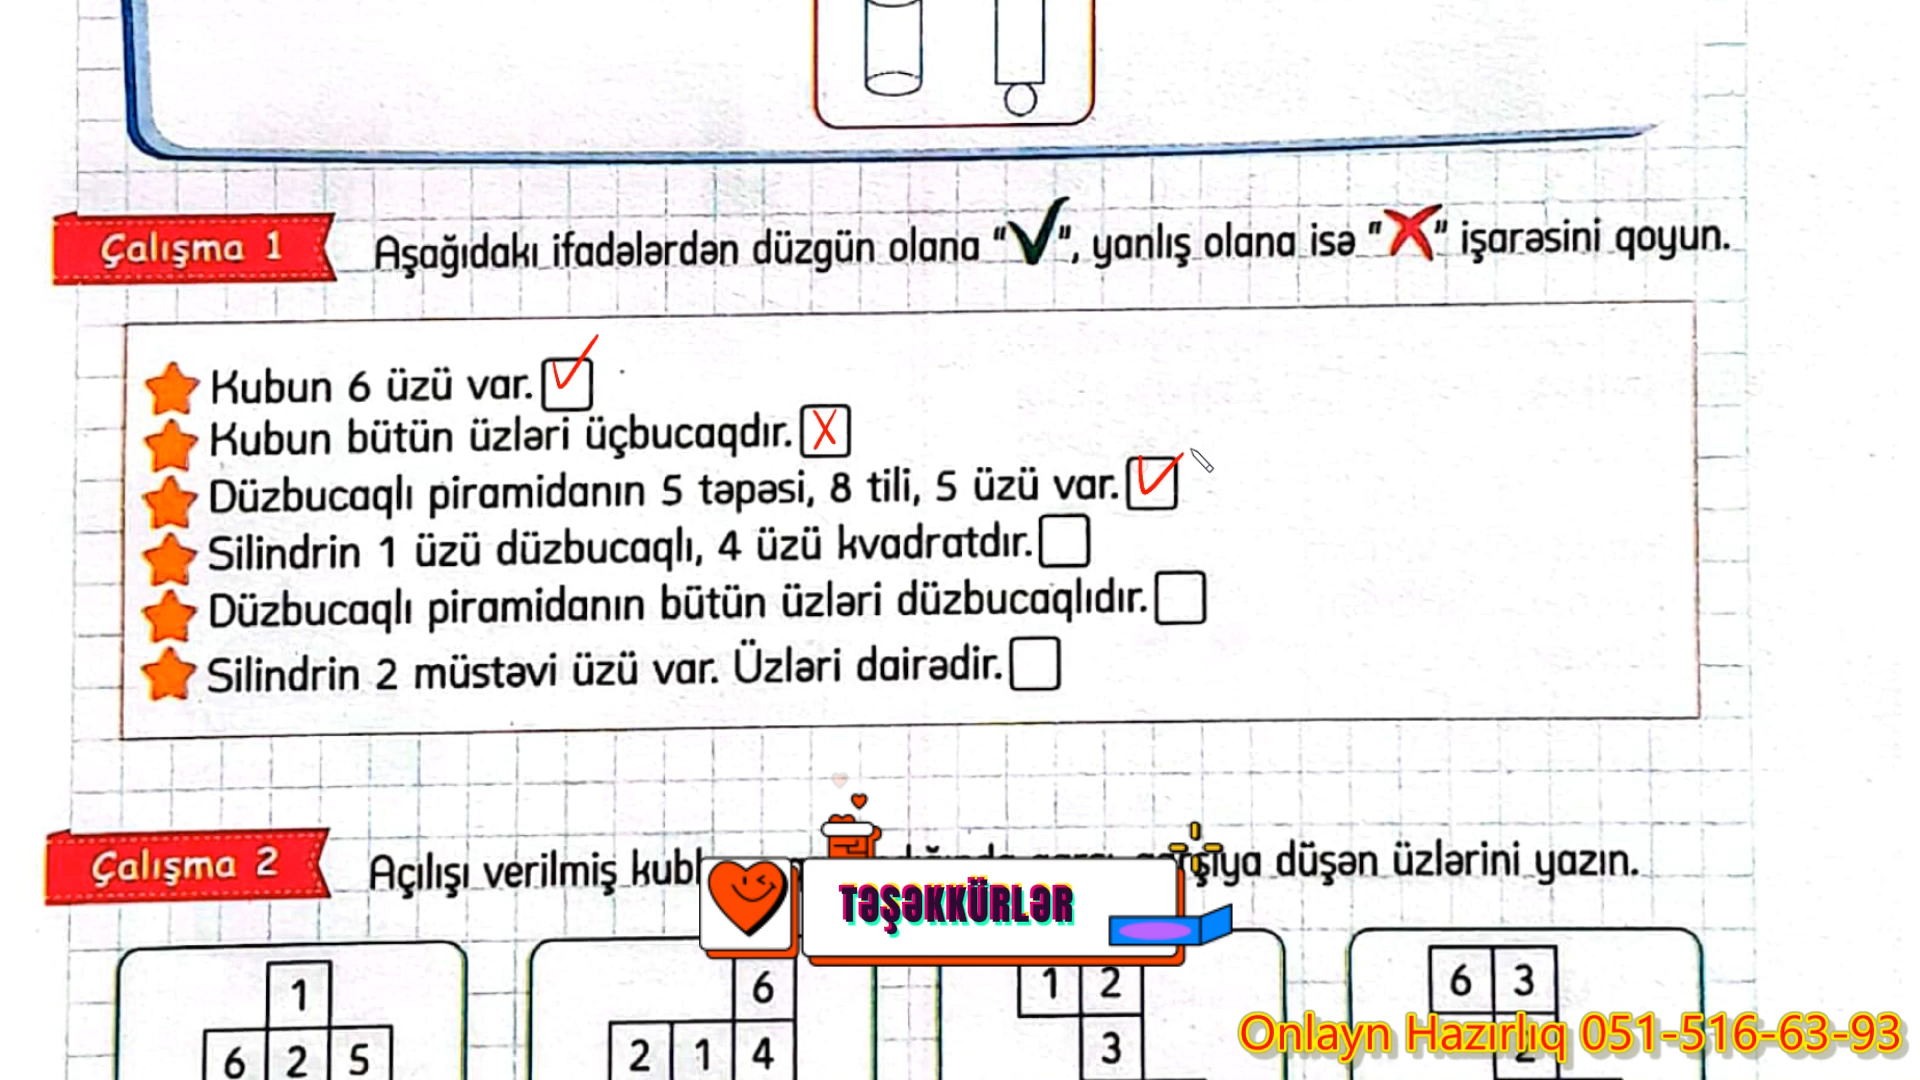 Çalışma 1
Aşağıdakı ifadələrdən düzgün olana "✓", yanlış olana isə "X" işarəsini qoyun.
Kubun 6 üzü var. ✓
Kubun bütün üzləri üçbucaqdır. X
Düzbucaqlı piramidanın 5 təpəsi, 8 tili, 5 üzü var. ✓
Silindrin 1 üzü düzbucaqlı, 4 üzü kvadratdır.
Düzbucaqlı piramidanın bütün üzləri düzbucaqlıdır.
Silindrin 2 müstəvi üzü var. Üzləri dairədir.
Çalışma 2
Açılışı verilmiş düşən üzlərini yazın.
TƏŞƏKKÜRLƏR
1
6 2 5
6
2 1 4
1 2
3
6 3
2
Onlayn Hazırlıq 051-516-63-93